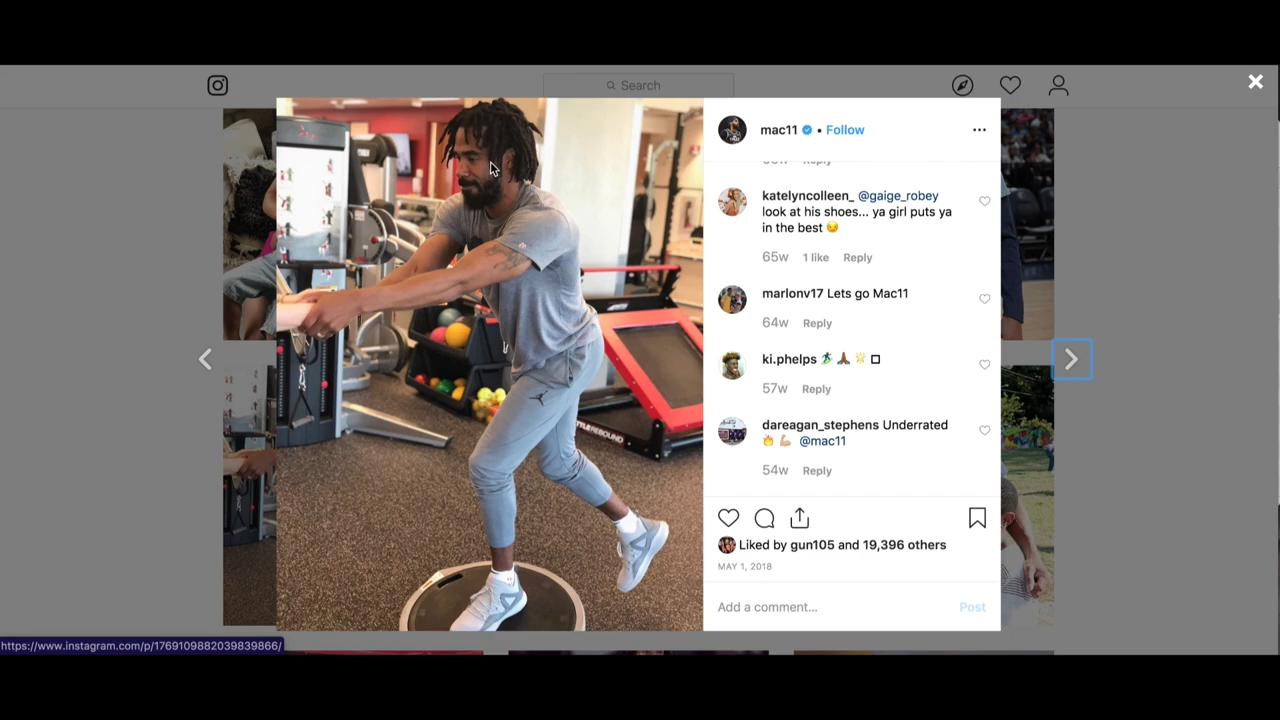 Search
mac11 • Follow
Reply
katelyncolleen_ @gaige_robey
look at his shoes... ya girl puts ya
in the best 😏
65w 1 like Reply
marlonv17 Lets go Mac11
64w Reply
ki.phelps
57w Reply
dareagan_stephens Underrated
🔥 💪🏼 @mac11
54w Reply
TTLEREBOUND
Liked by gun105 and 19,396 others
MAY 1, 2018
Add a comment... Post
https://www.instagram.com/p/1769109882039839866/